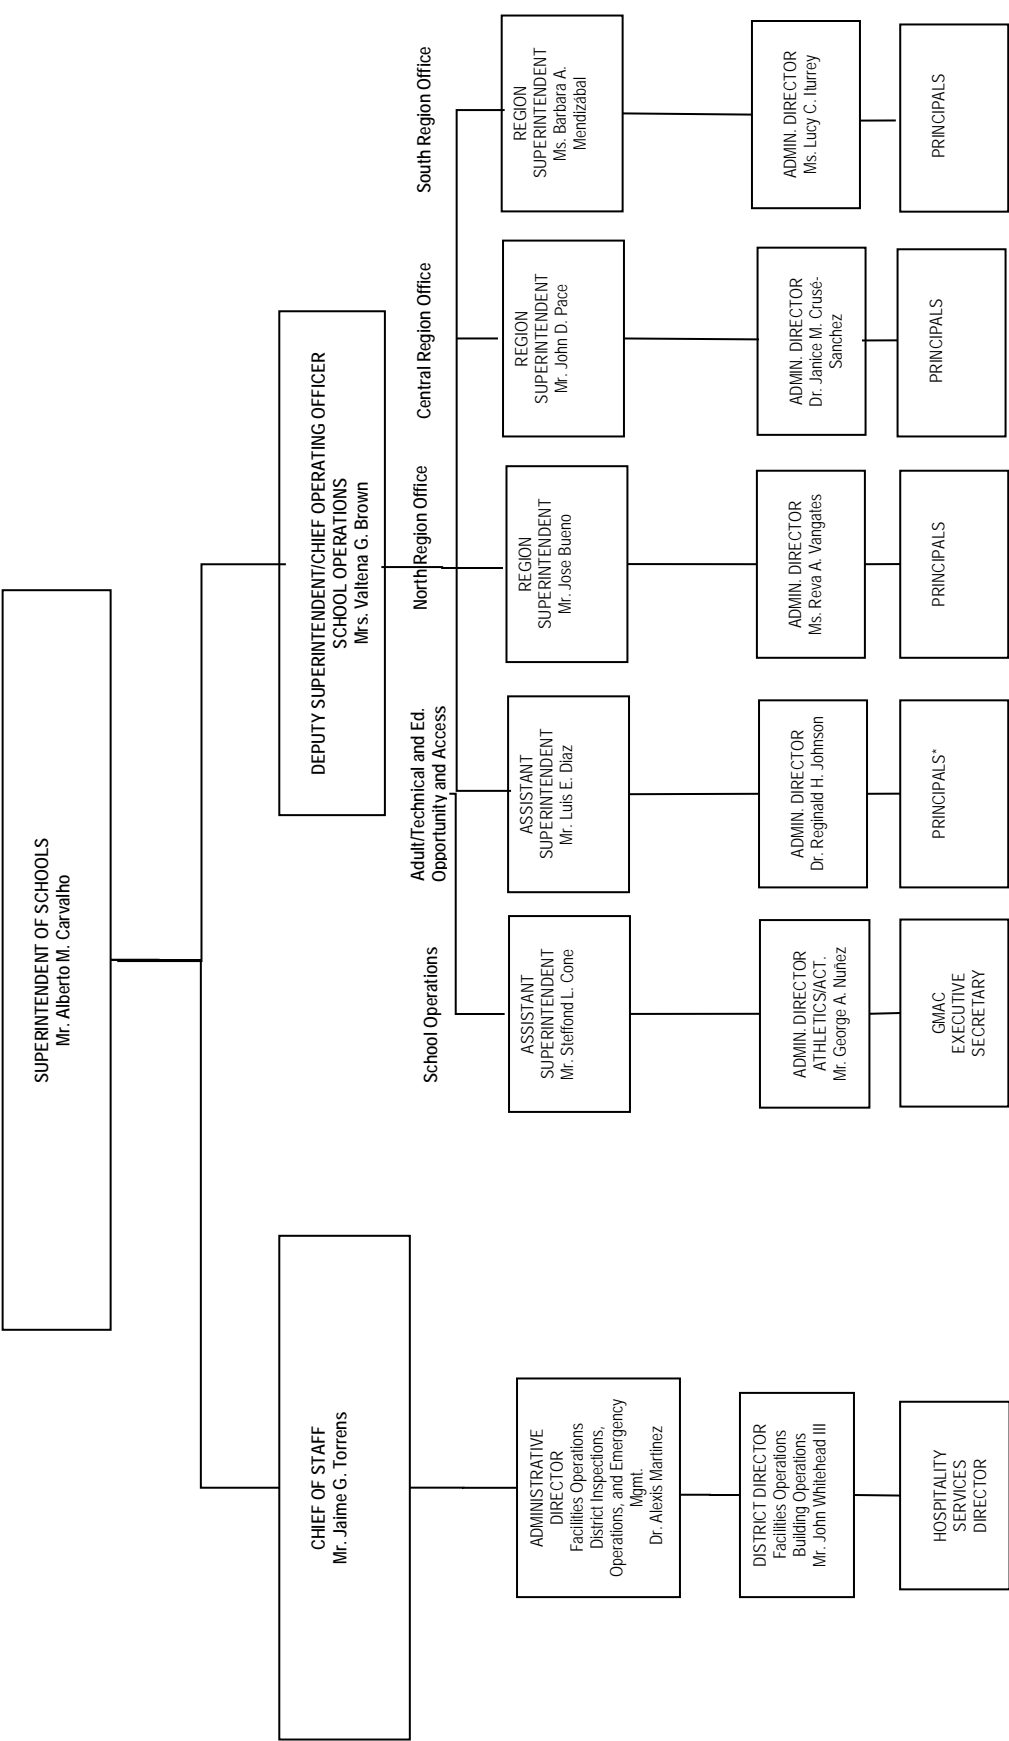 SUPERINTENDENT OF SCHOOLS
Mr. Alberto M. Carvalho
CHIEF OF STAFF
Mr. Jaime G. Torrens
DEPUTY SUPERINTENDENT/CHIEF OPERATING OFFICER
SCHOOL OPERATIONS
Mrs. Valtena G. Brown
School Operations
Adult/Technical and Ed.
Opportunity and Access
North Region Office
Central Region Office
South Region Office
ADMINISTRATIVE
DIRECTOR
Facilities Operations
District Inspections,
Operations, and Emergency
Mgmt.
Dr. Alexis Martinez
ASSISTANT
SUPERINTENDENT
Mr. Steffond L. Cone
ASSISTANT
SUPERINTENDENT
Mr. Luis E. Diaz
REGION
SUPERINTENDENT
Mr. Jose Bueno
REGION
SUPERINTENDENT
Mr. John D. Pace
REGION
SUPERINTENDENT
Ms. Barbara A.
Mendizábal
DISTRICT DIRECTOR
Facilities Operations
Building Operations
Mr. John Whitehead III
ADMIN. DIRECTOR
ATHLETICS/ACT.
Mr. George A. Nuñez
ADMIN. DIRECTOR
Dr. Reginald H. Johnson
ADMIN. DIRECTOR
Ms. Reva A. Vangates
ADMIN. DIRECTOR
Dr. Janice M. Crusé-
Sanchez
ADMIN. DIRECTOR
Ms. Lucy C. Iturrey
HOSPITALITY
SERVICES
DIRECTOR
GMAC
EXECUTIVE
SECRETARY
PRINCIPALS*
PRINCIPALS
PRINCIPALS
PRINCIPALS